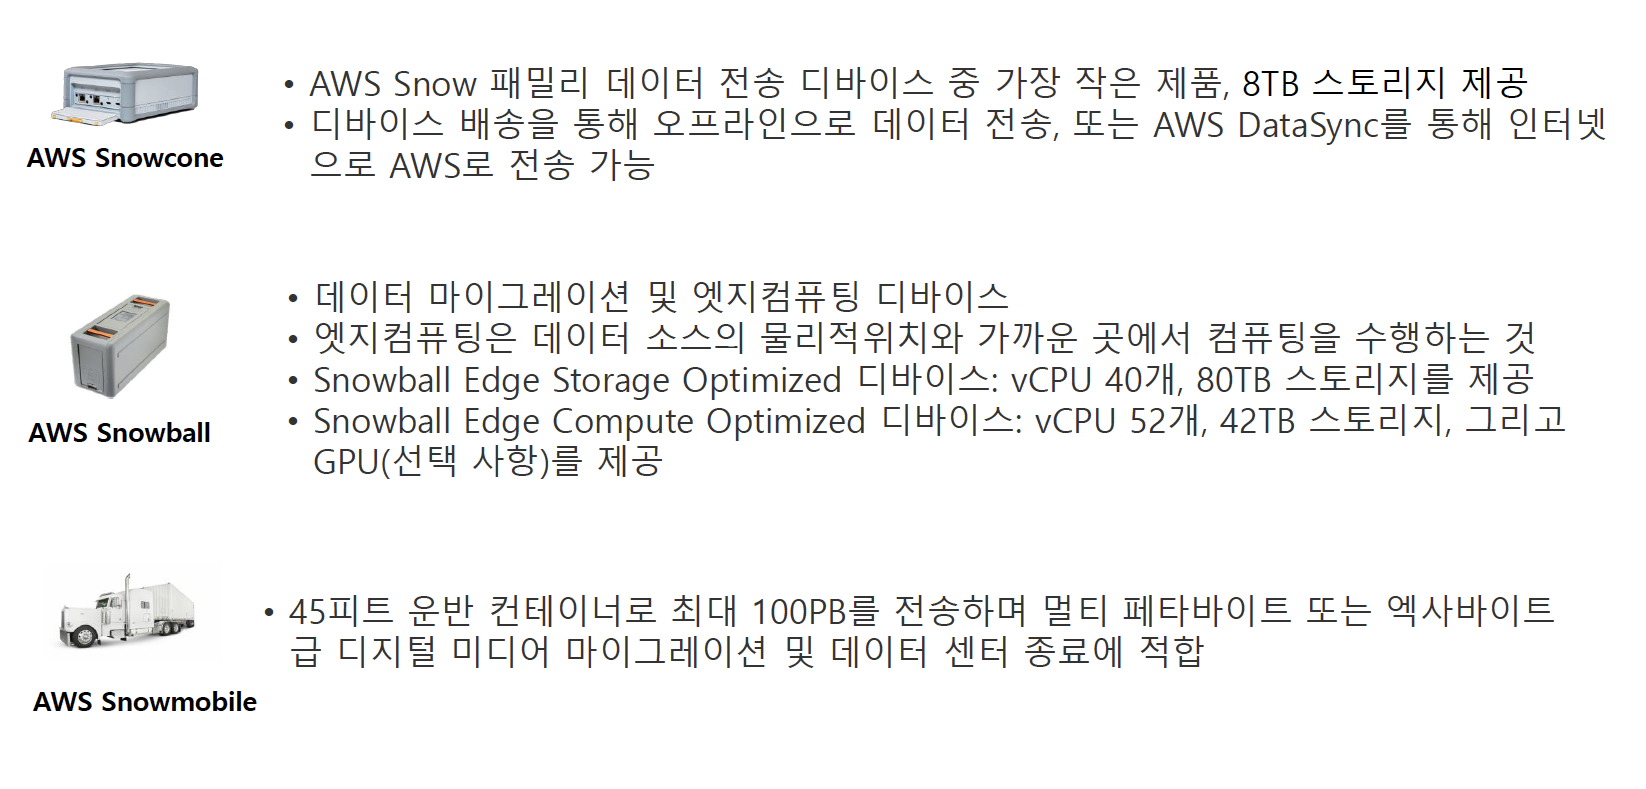 • AWS Snow 패밀리 데이터 전송 디바이스 중 가장 작은 제품, 8TB 스토리지 제공
• 디바이스 배송을 통해 오프라인으로 데이터 전송, 또는 AWS DataSync를 통해 인터넷
으로 AWS로 전송 가능
AWS Snowcone
• 데이터 마이그레이션 및 엣지컴퓨팅 디바이스
• 엣지컴퓨팅은 데이터 소스의 물리적위치와 가까운 곳에서 컴퓨팅을 수행하는 것
• Snowball Edge Storage Optimized 디바이스: vCPU 40개, 80TB 스토리지를 제공
• Snowball Edge Compute Optimized 디바이스: vCPU 52개, 42TB 스토리지, 그리고
GPU(선택 사항)를 제공
AWS Snowball
• 45피트 운반 컨테이너로 최대 100PB를 전송하며 멀티 페타바이트 또는 엑사바이트
급 디지털 미디어 마이그레이션 및 데이터 센터 종료에 적합
AWS Snowmobile